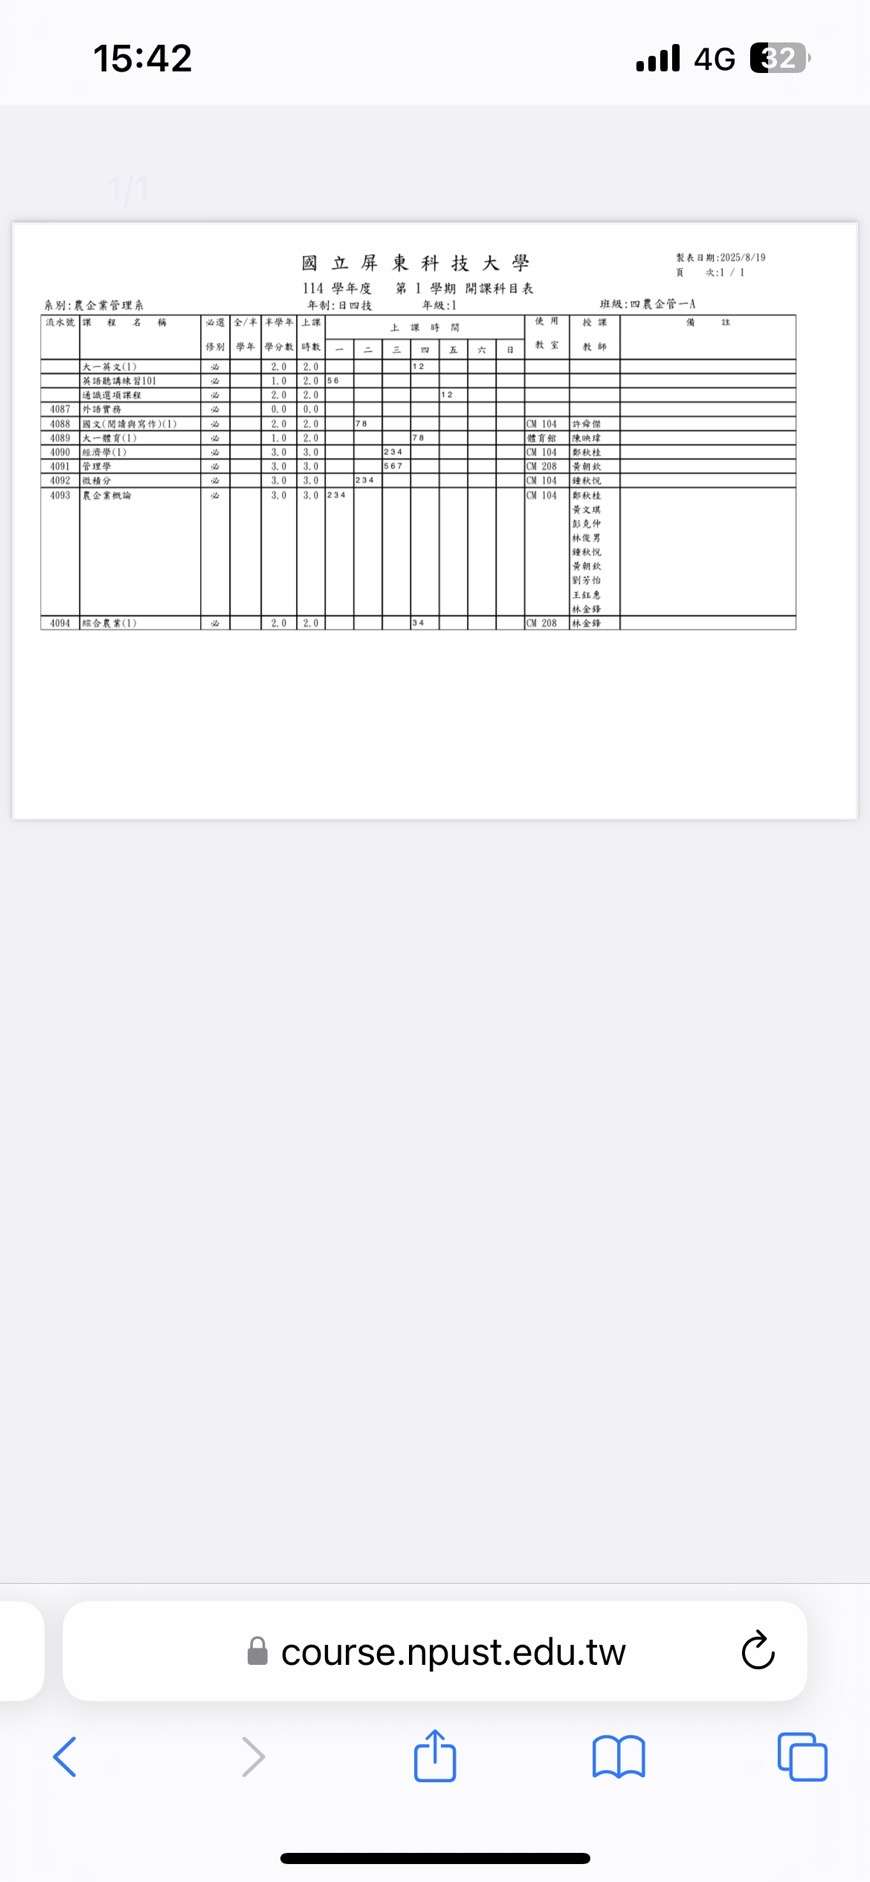 15:42 4G 32
1/1
國立屏東科技大學
製表日期:2025/8/19
114 學年度 第 1 學期 開課科目表
頁 次:1 / 1
系別:農企業管理系 年制:日四技 年級:1 班級:四農企管一A
流水號 課程名稱 必選修別 全/半學年 半學年學分數 上課時數 上課時間 使用教室 授課教師 備註
一 二 三 四 五 六 日
大一英文(1) 必 2.0 2.0 12
英語聽講練習101 必 1.0 2.0 56
通識選項課程 必 2.0 2.0 12
4087 外語實務 必 0.0 0.0
4088 國文(閱讀與寫作)(1) 必 2.0 2.0 78 CM 104 許舜傑
4089 大一體育(1) 必 1.0 2.0 78 體育館 陳映瑋
4090 經濟學(1) 必 3.0 3.0 234 CM 104 鄭秋桂
4091 管理學 必 3.0 3.0 567 CM 208 黃朝欽
4092 微積分 必 3.0 3.0 234 CM 104 鍾秋悅
4093 農企業概論 必 3.0 3.0 234 CM 104 鄭秋桂
黃文琪
彭克仲
林俊男
鍾秋悅
黃朝欽
劉芳怡
王鈺惠
林金鋒
4094 綜合農業(1) 必 2.0 2.0 34 CM 208 林金鋒
course.npust.edu.tw